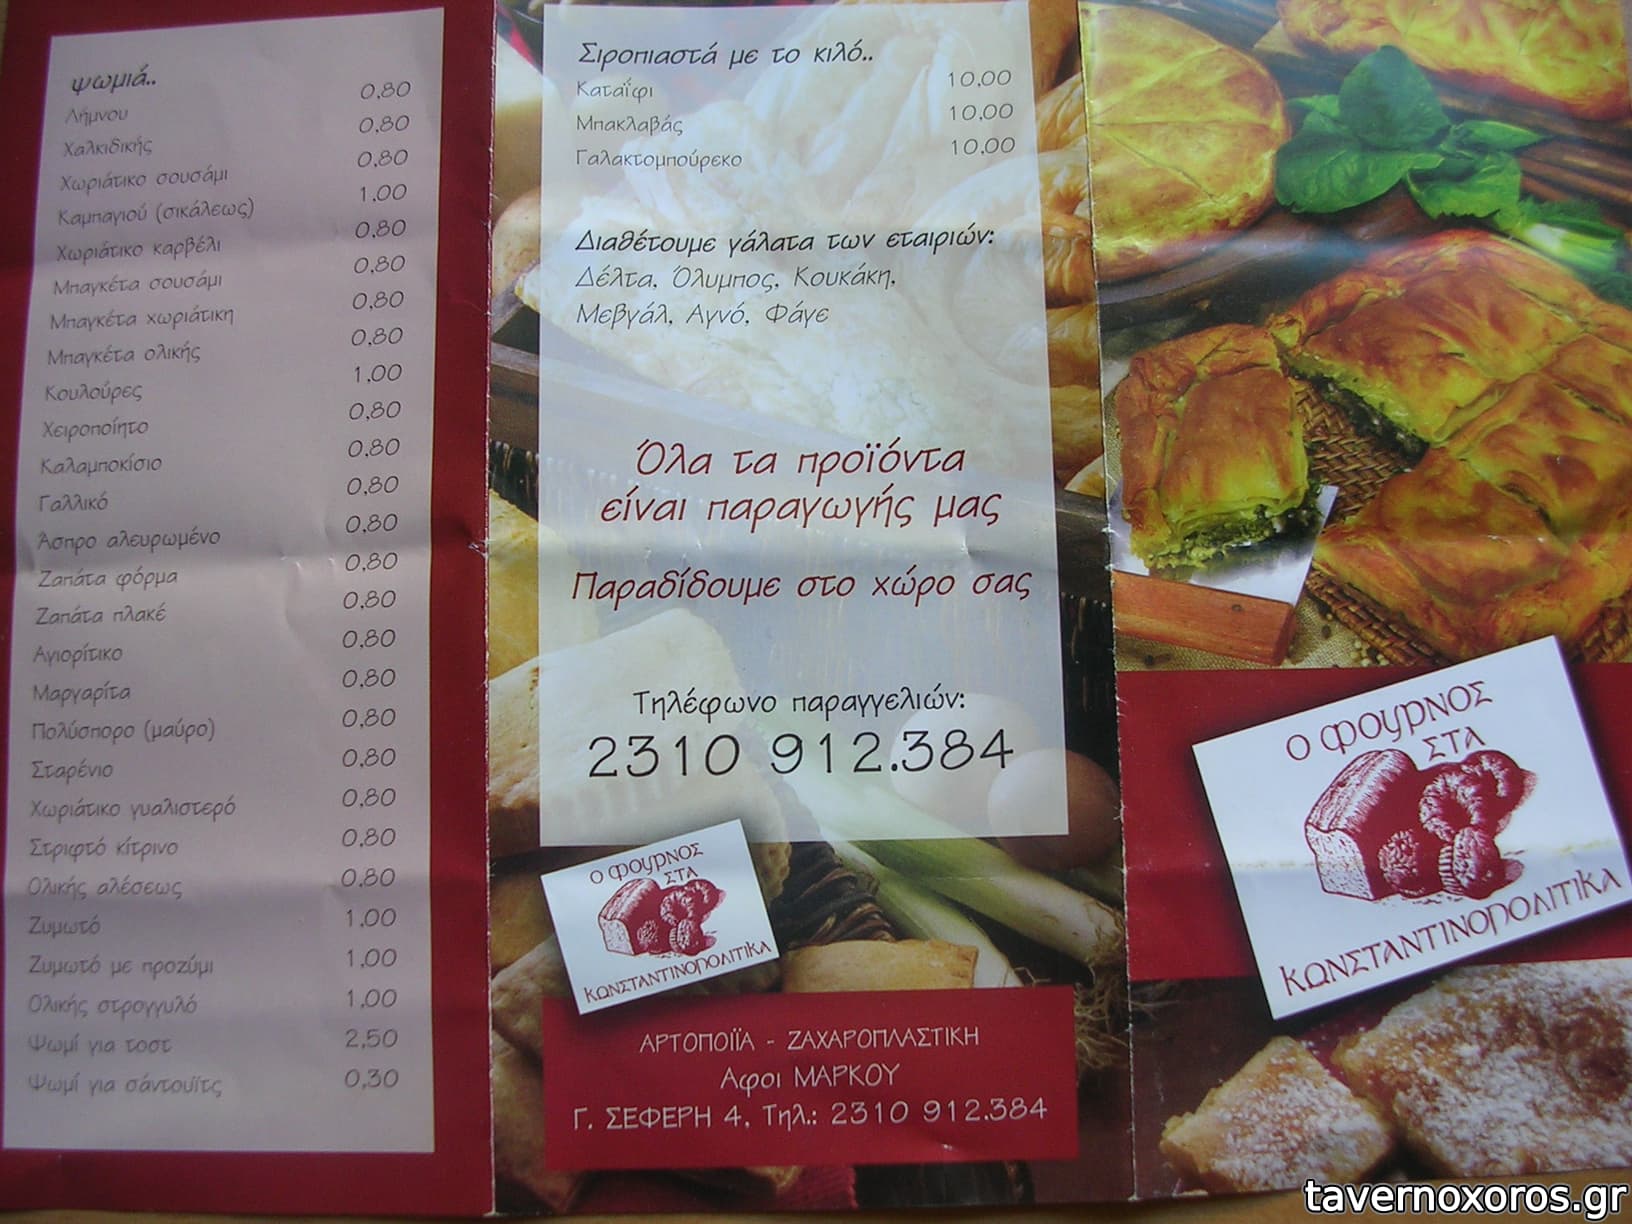 ψωμιά..
Λήμνου 0,80
Χαλκιδικής 0,80
Χωριάτικο σουσάμι 0,80
Καμπαγιού (σικάλεως) 1,00
Χωριάτικο καρβέλι 0,80
Μπαγκέτα σουσάμι 0,80
Μπαγκέτα χωριάτικη 0,80
Μπαγκέτα ολικής 0,80
Κουλούρες 1,00
Χειροποίητο 0,80
Καλαμποκίσιο 0,80
Γαλλικό 0,80
Άσπρο αλευρωμένο 0,80
Ζαπάτα φόρμα 0,80
Ζαπάτα πλακέ 0,80
Αγιορίτικο 0,80
Μαργαρίτα 0,80
Πολύσπορο (μαύρο) 0,80
Σταρένιο 0,80
Χωριάτικο γυαλιστερό 0,80
Στριφτό κίτρινο 0,80
Ολικής αλέσεως 0,80
Ζυμωτό 1,00
Ζυμωτό με προζύμι 1,00
Ολικής στρογγυλό 1,00
Ψωμί για τοστ 2,50
Ψωμί για σάντουϊτς 0,30
Σιροπιαστά με το κιλό..
Καταΐφι 10,00
Μπακλαβάς 10,00
Γαλακτομπούρεκο 10,00
Διαθέτουμε γάλατα των εταιριών:
Δέλτα, Όλυμπος, Κουκάκη,
Μεβγάλ, Αγνό, Φάγε
Όλα τα προϊόντα
είναι παραγωγής μας
Παραδίδουμε στο χώρο σας
Τηλέφωνο παραγγελιών:
2310 912.384
Ο ΦΟΥΡΝΟΣ
ΣΤΑ
ΚΩΝΣΤΑΝΤΙΝΟΠΟΛΙΤΙΚΑ
ΑΡΤΟΠΟΪΑ - ΖΑΧΑΡΟΠΛΑΣΤΙΚΗ
Αφοι ΜΑΡΚΟΥ
Γ. ΣΕΦΕΡΗ 4, Τηλ.: 2310 912.384
Ο ΦΟΥΡΝΟΣ
ΣΤΑ
ΚΩΝΣΤΑΝΤΙΝΟΠΟΛΙΤΙΚΑ
tavernoxoros.gr